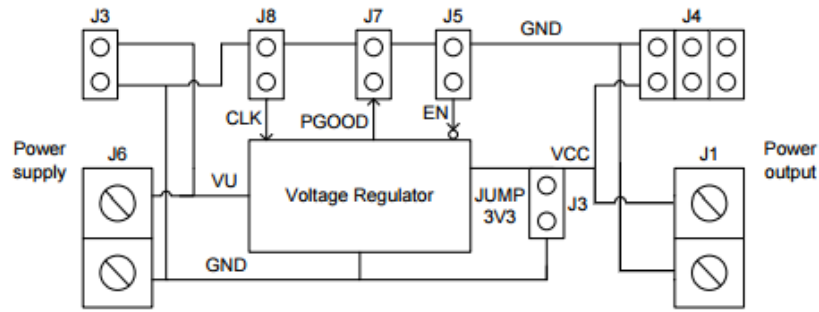 J3
J8
J7
J5
GND
J4
CLK
PGOOD
EN
Power
supply
J6
VU
Voltage Regulator
VCC
JUMP
3V3
J3
J1
Power
output
GND